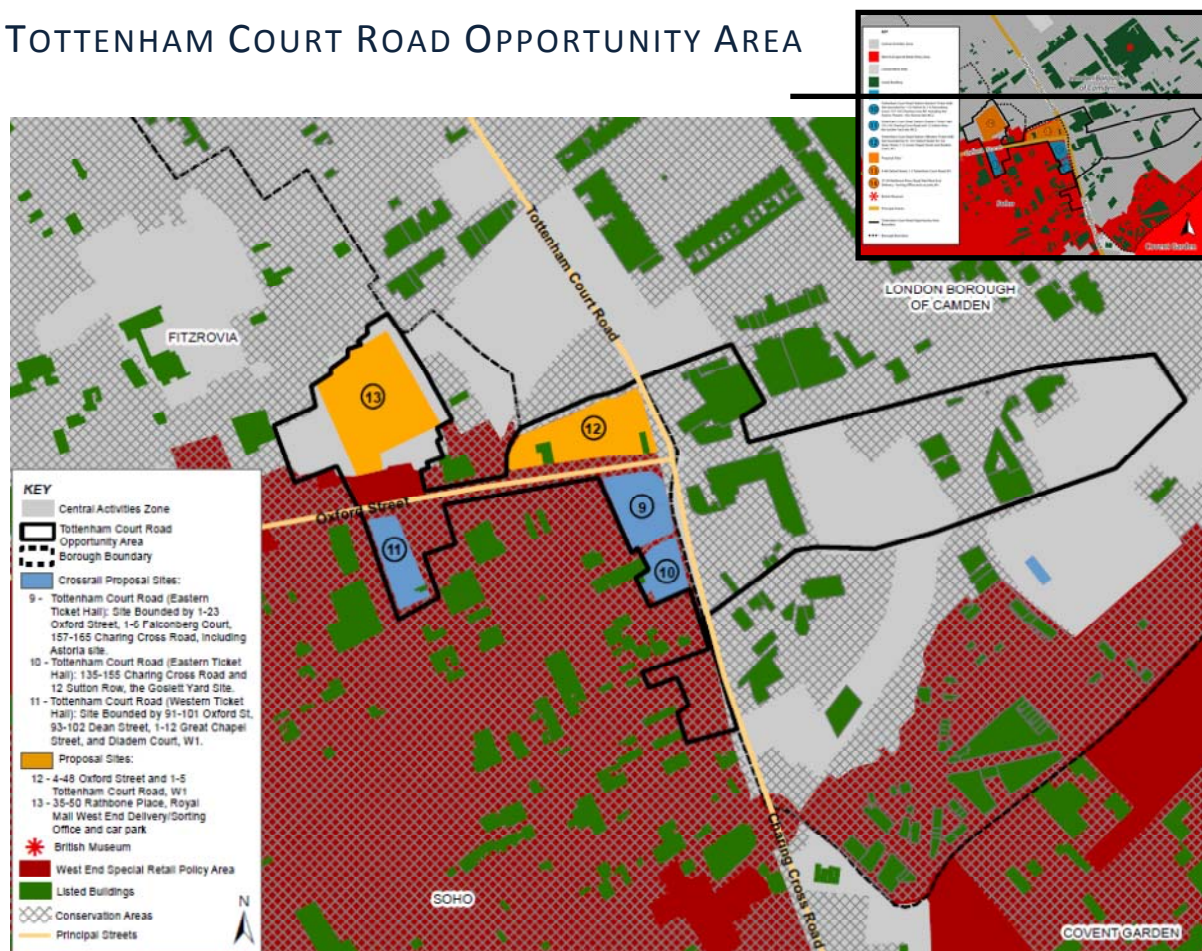 TOTTENHAM COURT ROAD OPPORTUNITY AREA
KEY
LONDON BOROUGH
OF CAMDEN
FITZROVIA
Tottenham Court Road
13
12
Oxford Street
9
11
10
Charing Cross Road
SOHO
COVENT GARDEN
KEY
Central Activities Zone
Tottenham Court Road
Opportunity Area
Borough Boundary
Crossrail Proposal Sites:
9 - Tottenham Court Road (Eastern
Ticket Hall): Site Bounded by 1-23
Oxford Street, 1-6 Falconberg Court,
157-165 Charing Cross Road, including
Astoria site.
10 - Tottenham Court Road (Eastern Ticket
Hall): 135-155 Charing Cross Road and
12 Sutton Row, the Goslett Yard Site.
11 - Tottenham Court Road (Western Ticket
Hall): Site Bounded by 91-101 Oxford St,
93-102 Dean Street, 1-12 Great Chapel
Street, and Diadem Court, W1.
Proposal Sites:
12 - 4-48 Oxford Street and 1-5
Tottenham Court Road, W1
13 - 35-50 Rathbone Place, Royal
Mail West End Delivery/Sorting
Office and car park
British Museum
West End Special Retail Policy Area
Listed Buildings
Conservation Areas
Principal Streets
N
Soho
Covent Garden